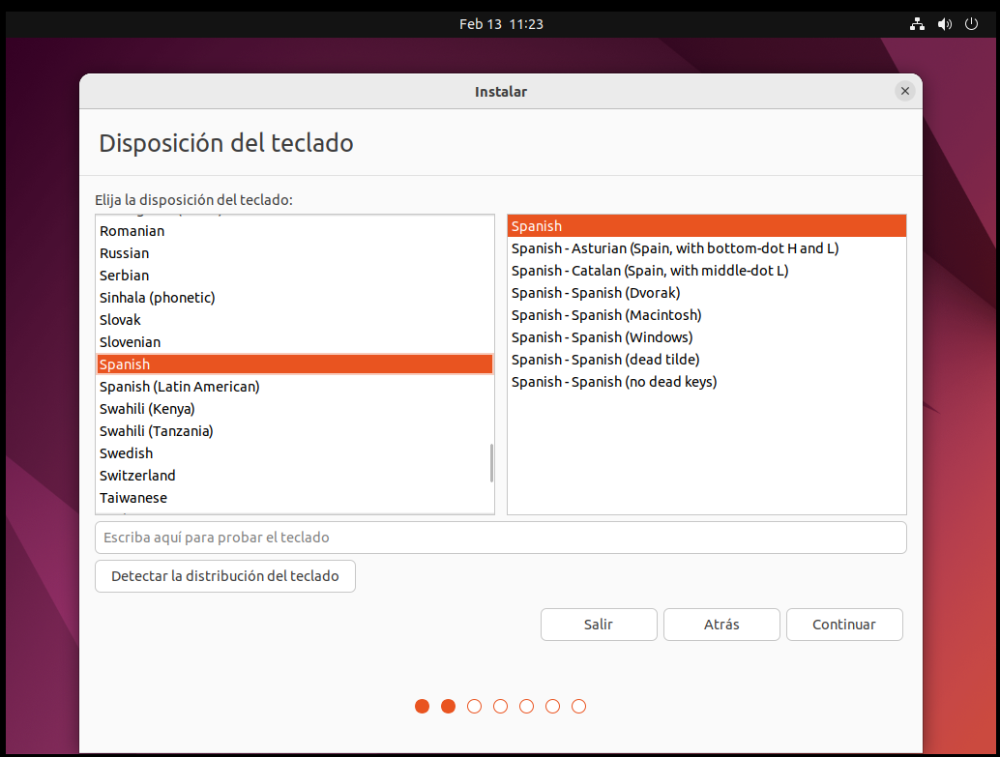 Feb 13 11:23
Instalar
Disposición del teclado
Elija la disposición del teclado:
Romanian
Russian
Serbian
Sinhala (phonetic)
Slovak
Slovenian
Spanish
Spanish (Latin American)
Swahili (Kenya)
Swahili (Tanzania)
Swedish
Switzerland
Taiwanese
Spanish
Spanish - Asturian (Spain, with bottom-dot H and L)
Spanish - Catalan (Spain, with middle-dot L)
Spanish - Spanish (Dvorak)
Spanish - Spanish (Macintosh)
Spanish - Spanish (Windows)
Spanish - Spanish (dead tilde)
Spanish - Spanish (no dead keys)
Escriba aquí para probar el teclado
Detectar la distribución del teclado
Salir
Atrás
Continuar